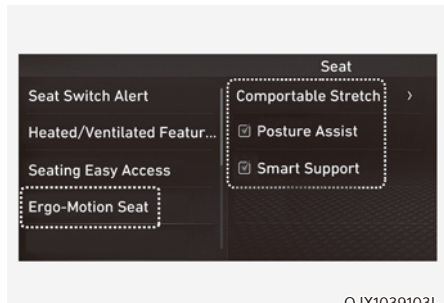 Seat
Seat Switch Alert
Heated/Ventilated Featur...
Seating Easy Access
Ergo-Motion Seat
Comportable Stretch >
Posture Assist
Smart Support